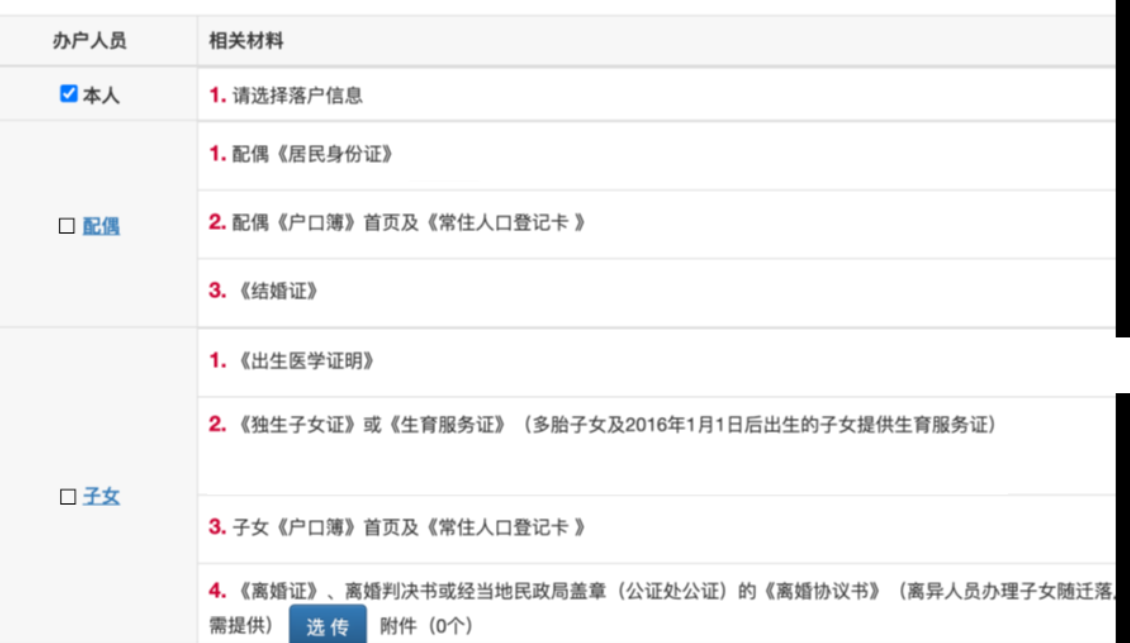 办户人员 相关材料
本人 1. 请选择落户信息
1. 配偶《居民身份证》
配偶 2. 配偶《户口簿》首页及《常住人口登记卡 》
3. 《结婚证》
1. 《出生医学证明》
2. 《独生子女证》或《生育服务证》（多胎子女及2016年1月1日后出生的子女提供生育服务证）
子女
3. 子女《户口簿》首页及《常住人口登记卡 》
4. 《离婚证》、离婚判决书或经当地民政局盖章（公证处公证）的《离婚协议书》（离异人员办理子女随迁落
需提供） 选 传 附件（0个）